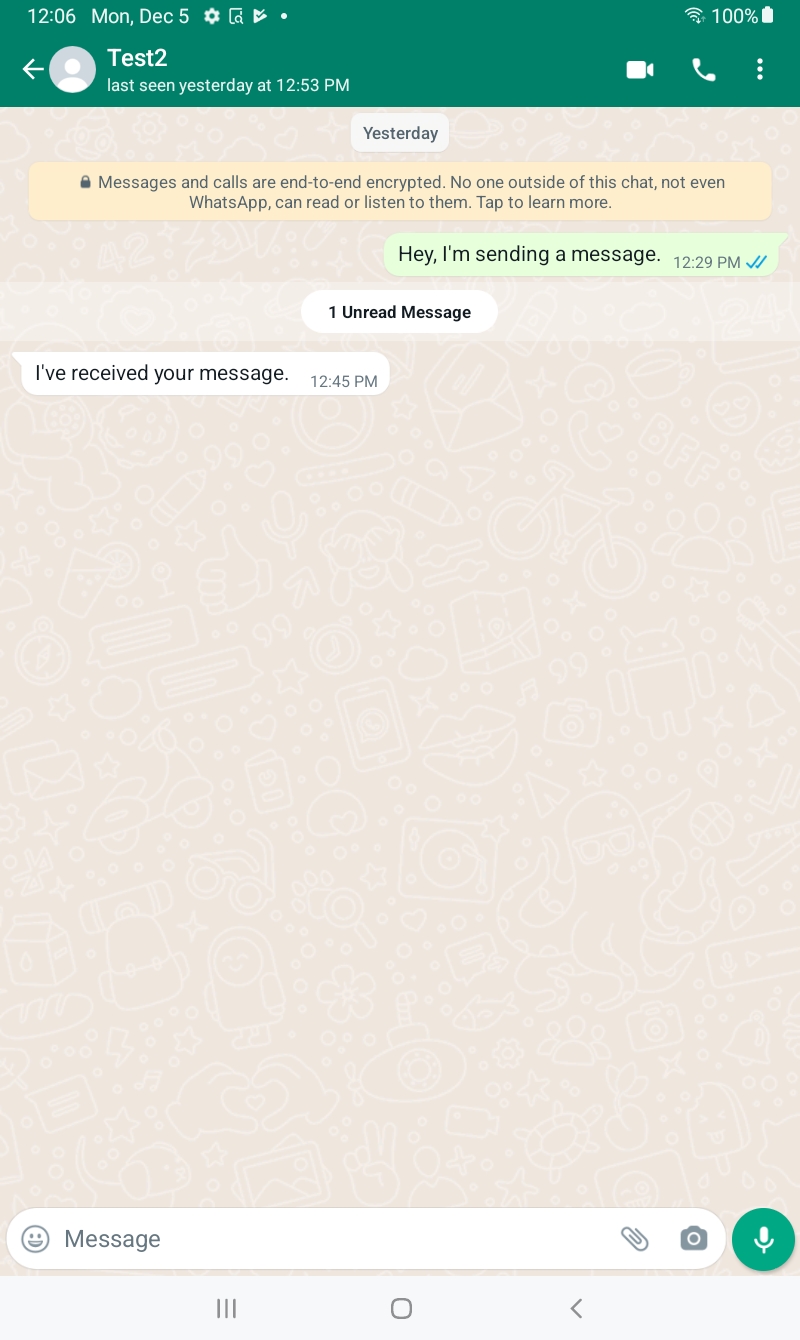 12:06 Mon, Dec 5 100%
Test2
last seen yesterday at 12:53 PM
Yesterday
Messages and calls are end-to-end encrypted. No one outside of this chat, not even
WhatsApp, can read or listen to them. Tap to learn more.
Hey, I'm sending a message. 12:29 PM
1 Unread Message
I've received your message. 12:45 PM
Message